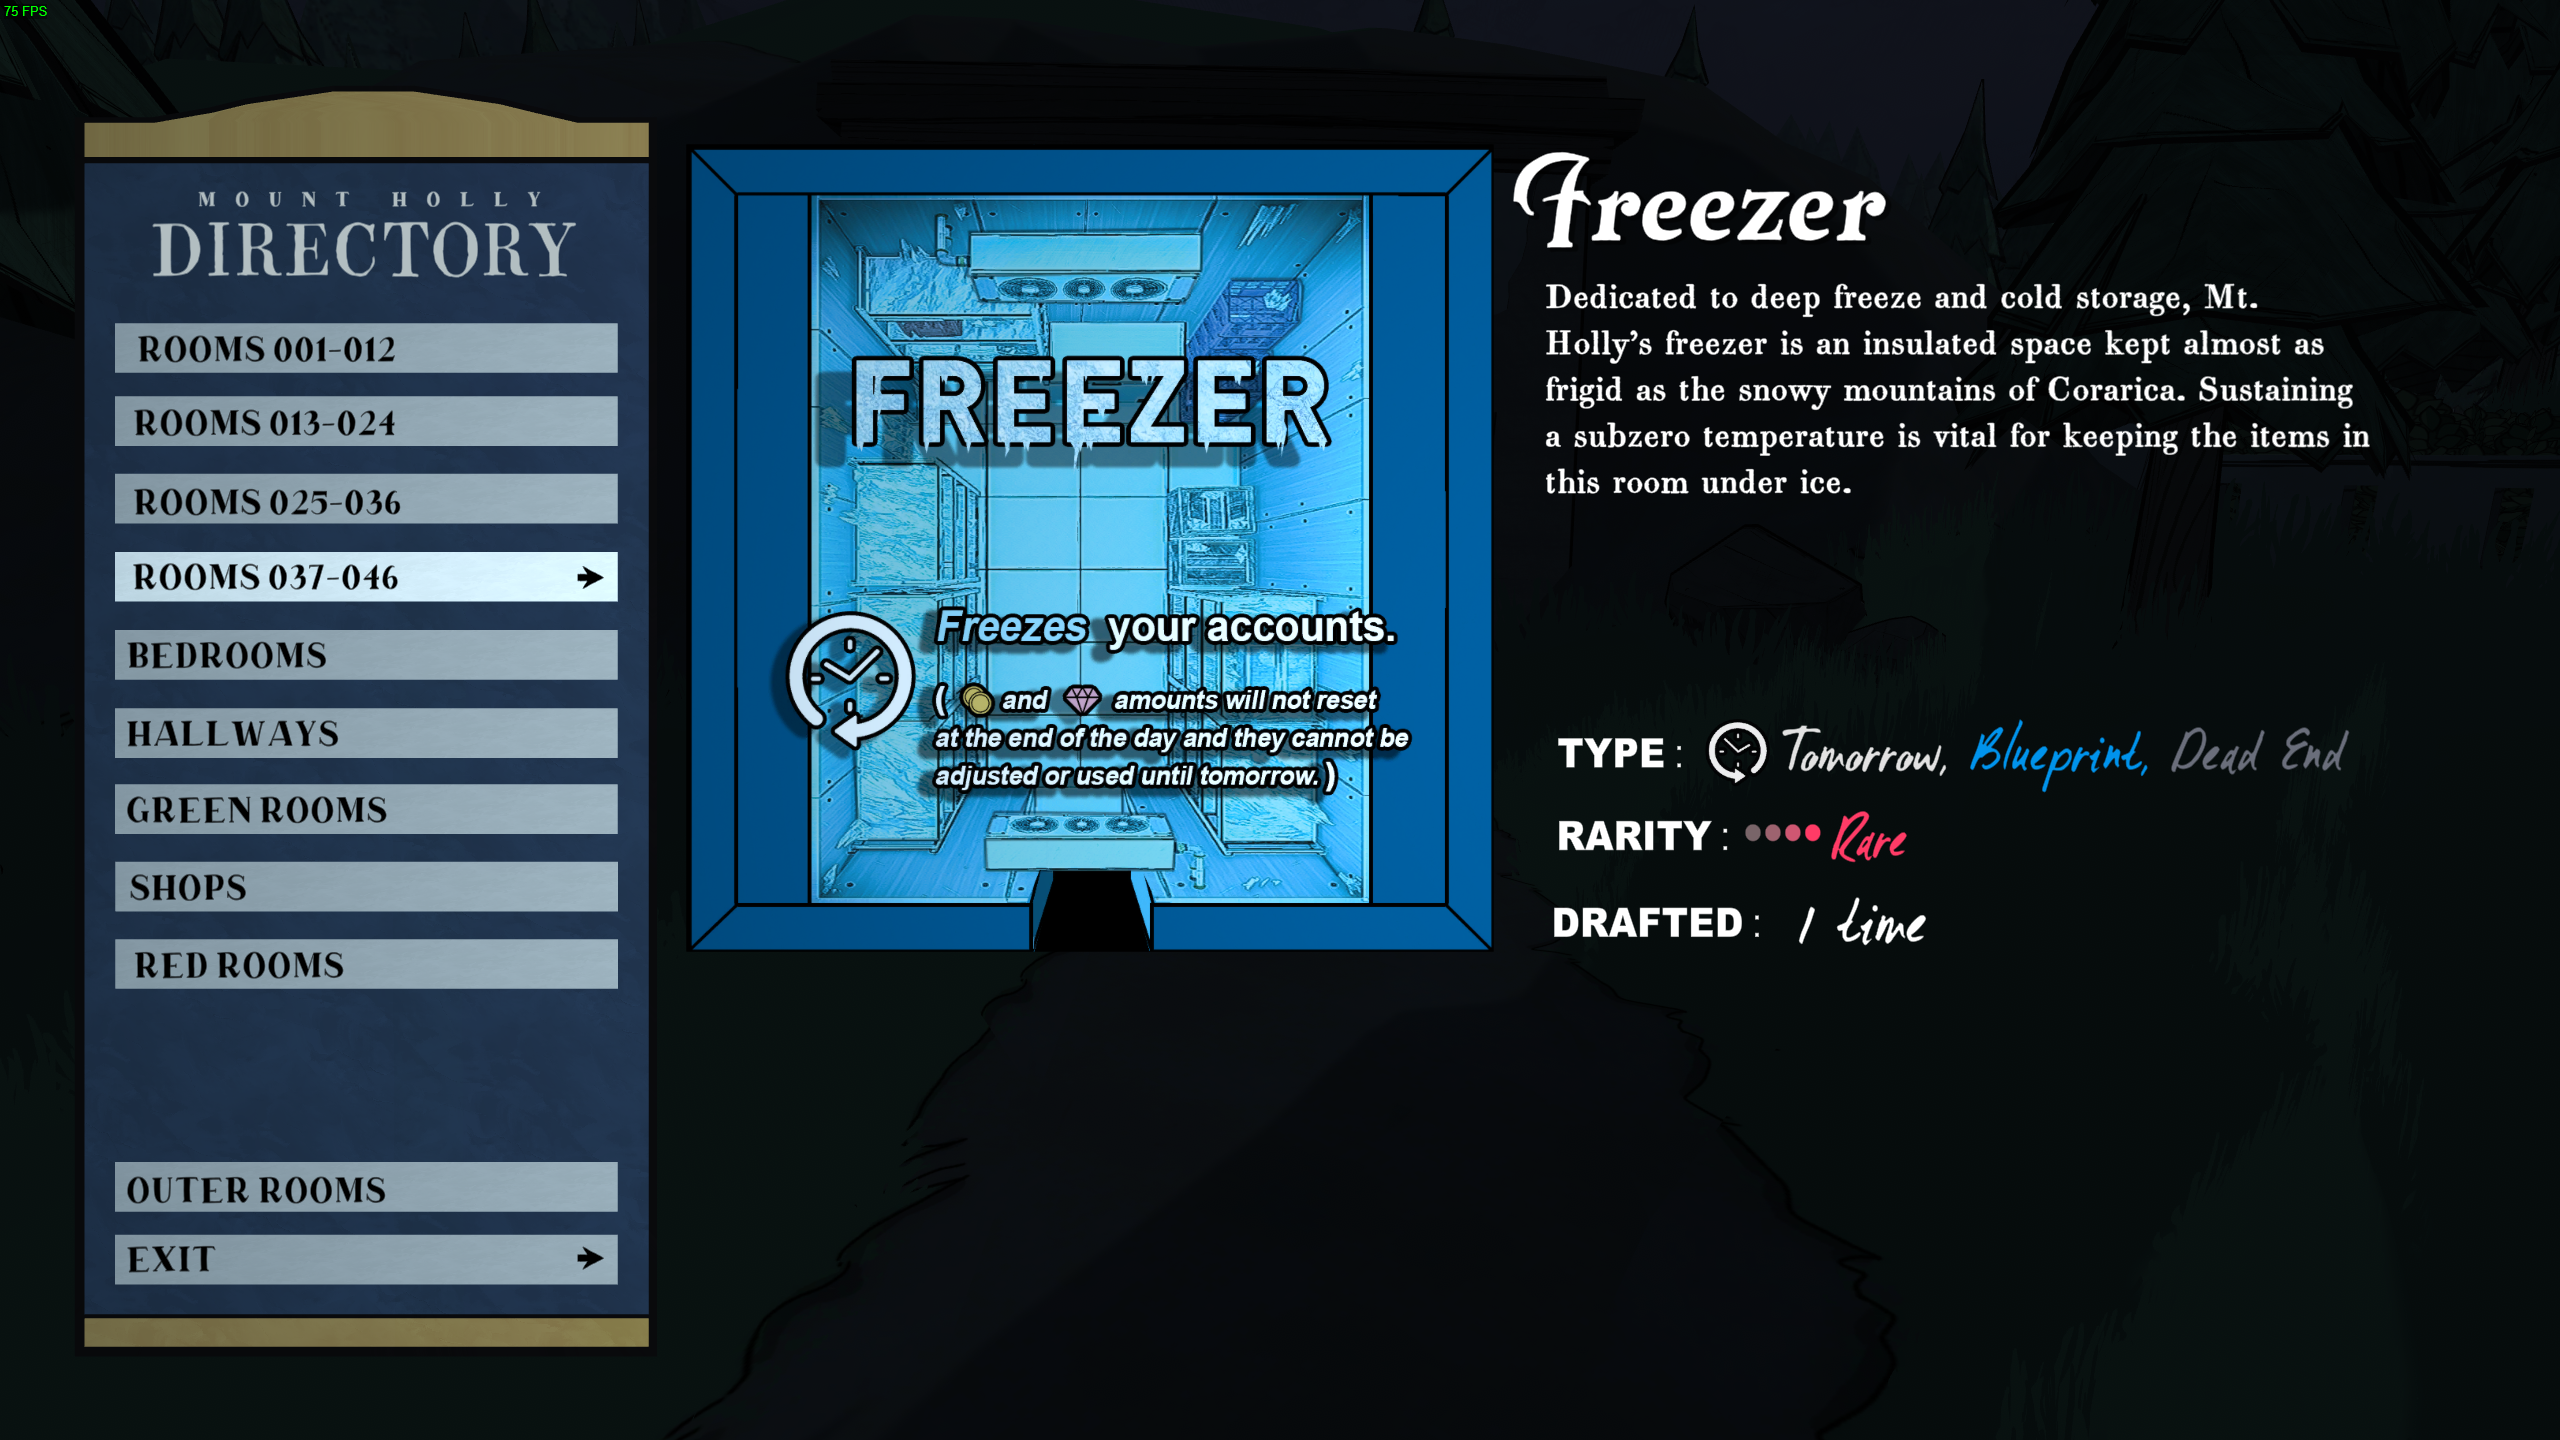 75 FPS
MOUNT HOLLY
DIRECTORY
ROOMS 001-012
ROOMS 013-024
ROOMS 025-036
ROOMS 037-046
BEDROOMS
HALLWAYS
GREEN ROOMS
SHOPS
RED ROOMS
OUTER ROOMS
EXIT
FREEZER
Freezes your accounts.
( and amounts will not reset
at the end of the day and they cannot be
adjusted or used until tomorrow. )
Freezer
Dedicated to deep freeze and cold storage, Mt.
Holly's freezer is an insulated space kept almost as
frigid as the snowy mountains of Corarica. Sustaining
a subzero temperature is vital for keeping the items in
this room under ice.
TYPE : Tomorrow, Blueprint, Dead End
RARITY : Rare
DRAFTED : 1 time